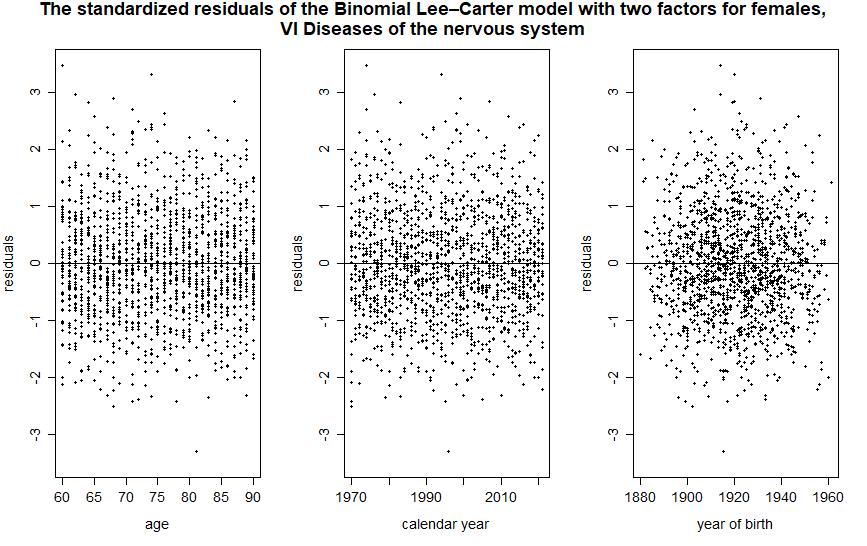 The standardized residuals of the Binomial Lee–Carter model with two factors for females,
VI Diseases of the nervous system
residuals
3
2
1
0
-1
-2
-3
60 65 70 75 80 85 90
age
residuals
3
2
1
0
-1
-2
-3
1970 1990 2010
calendar year
residuals
3
2
1
0
-1
-2
-3
1880 1900 1920 1940 1960
year of birth